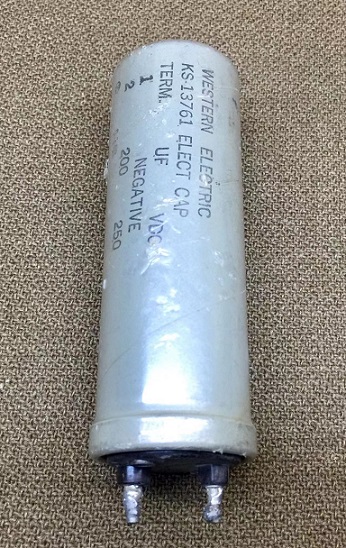 WESTERN ELECTRIC
KS-13761 ELECT CAP
TERM. UF VDC
1 NEGATIVE
2 200 250